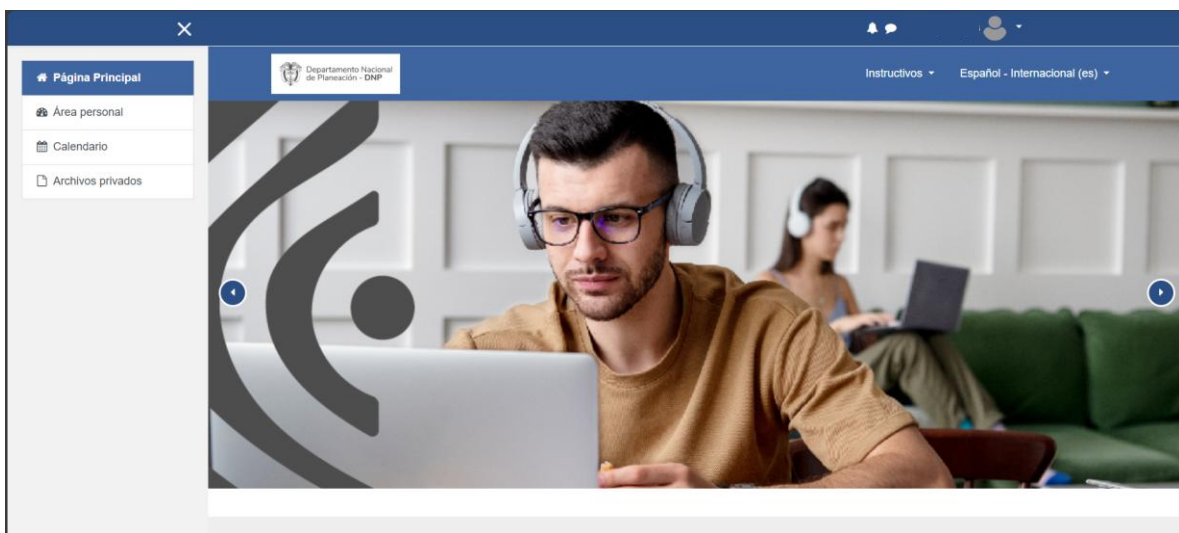 Página Principal
Área personal
Calendario
Archivos privados
Departamento Nacional
de Planeación - DNP
Instructivos
Español - Internacional (es)